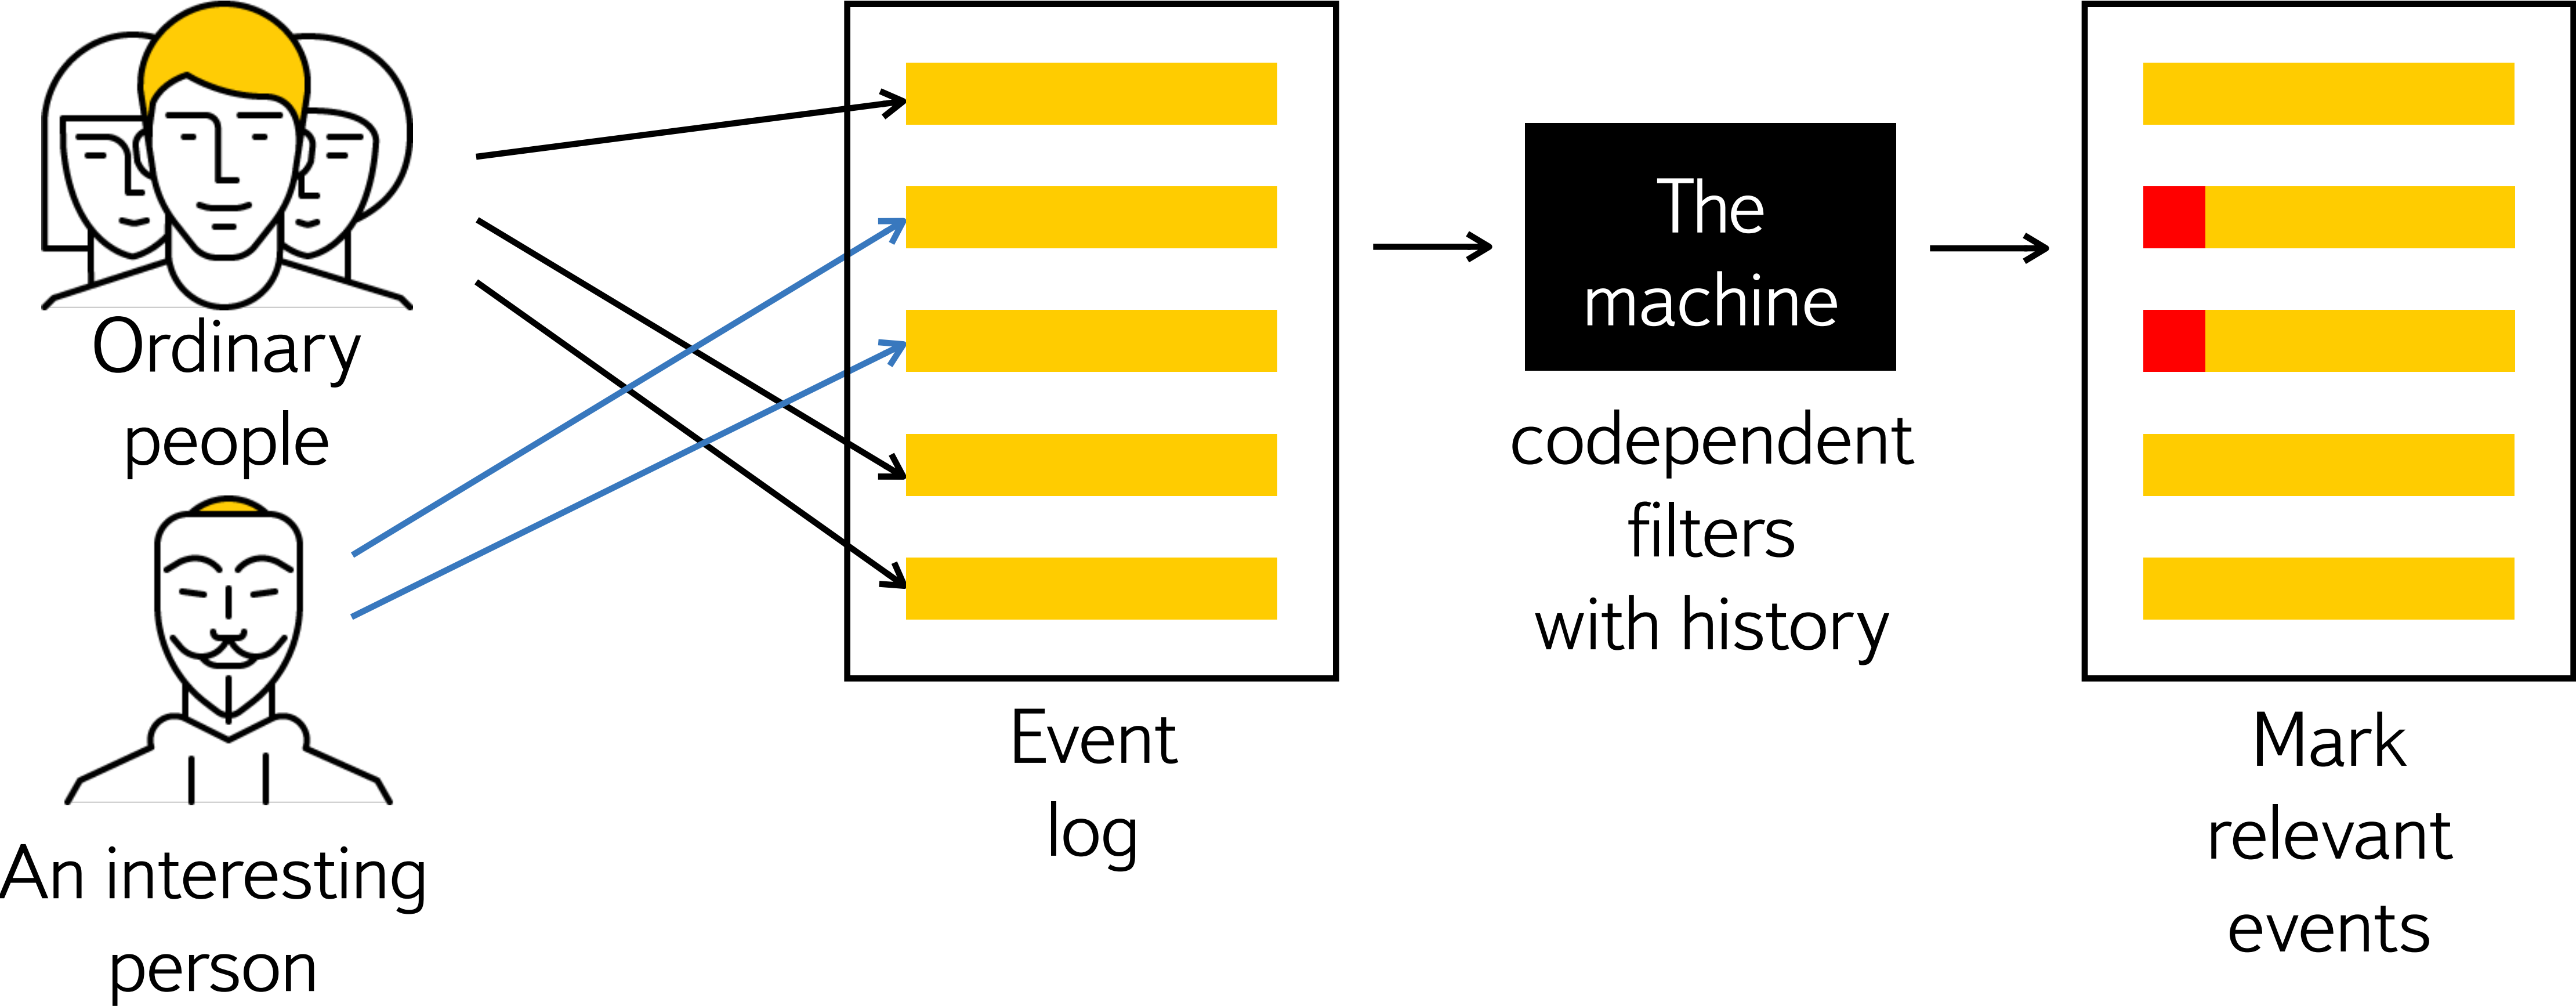 Ordinary
people
An interesting
person
Event
log
The
machine
codependent
filters
with history
Mark
relevant
events